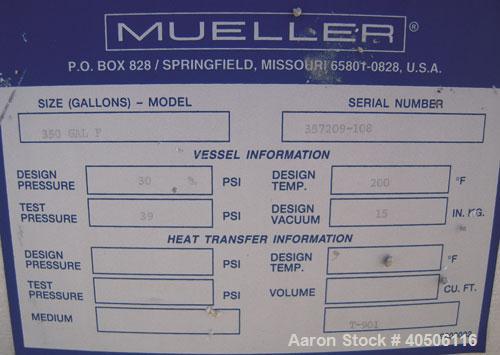 MUELLER®
P.O. BOX 828 / SPRINGFIELD, MISSOURI 65801-0828, U.S.A.
SIZE (GALLONS) – MODEL SERIAL NUMBER
350 GAL F 357209-108
VESSEL INFORMATION
DESIGN PRESSURE 30 PSI DESIGN TEMP. 200 °F
TEST PRESSURE 39 PSI DESIGN VACUUM 15 IN. HG.
HEAT TRANSFER INFORMATION
DESIGN PRESSURE PSI DESIGN TEMP. °F
TEST PRESSURE PSI VOLUME CU. FT.
MEDIUM T-901
Aaron Stock # 40506116